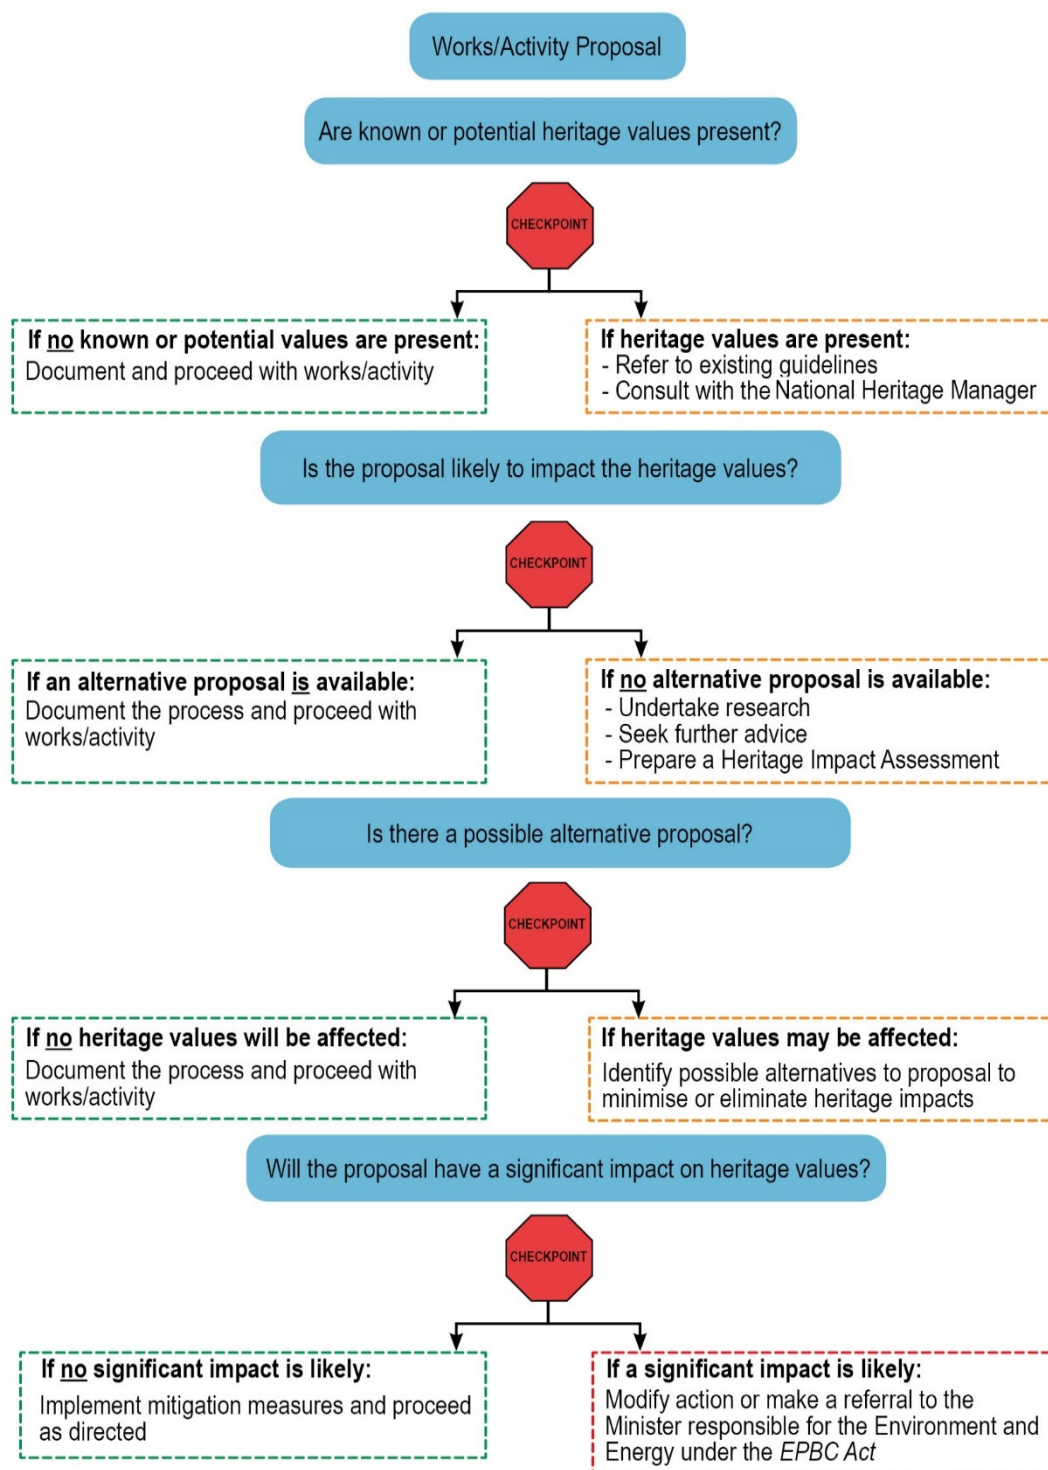 Works/Activity Proposal
Are known or potential heritage values present?
CHECKPOINT
If no known or potential values are present:
Document and proceed with works/activity
If heritage values are present:
- Refer to existing guidelines
- Consult with the National Heritage Manager
Is the proposal likely to impact the heritage values?
CHECKPOINT
If an alternative proposal is available:
Document the process and proceed with
works/activity
If no alternative proposal is available:
- Undertake research
- Seek further advice
- Prepare a Heritage Impact Assessment
Is there a possible alternative proposal?
CHECKPOINT
If no heritage values will be affected:
Document the process and proceed with
works/activity
If heritage values may be affected:
Identify possible alternatives to proposal to
minimise or eliminate heritage impacts
Will the proposal have a significant impact on heritage values?
CHECKPOINT
If no significant impact is likely:
Implement mitigation measures and proceed
as directed
If a significant impact is likely:
Modify action or make a referral to the
Minister responsible for the Environment and
Energy under the EPBC Act